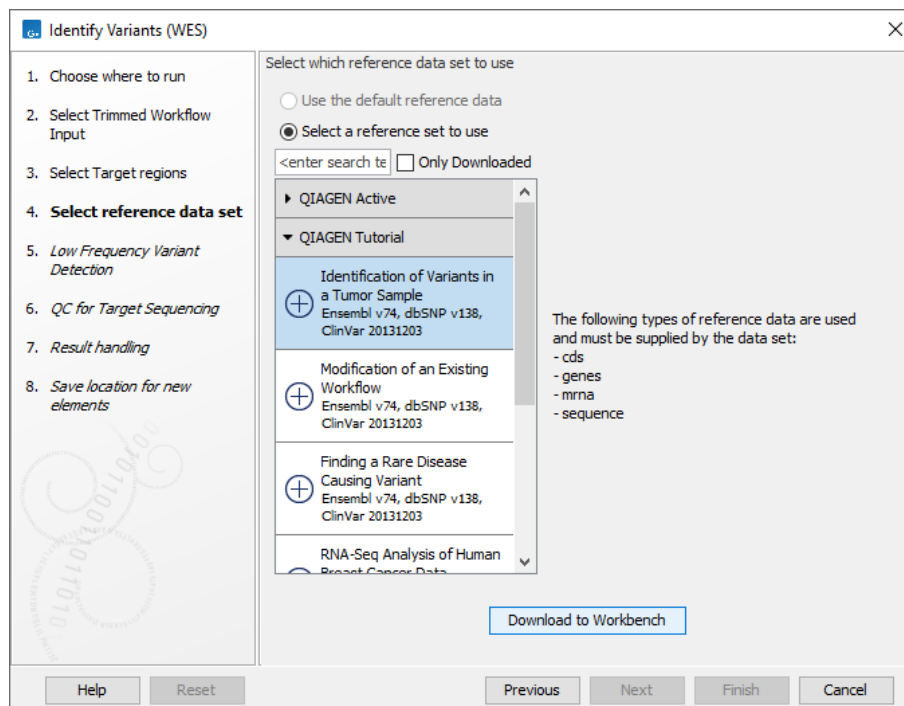 Identify Variants (WES)
1. Choose where to run
2. Select Trimmed Workflow
Input
3. Select Target regions
4. Select reference data set
5. Low Frequency Variant
Detection
6. QC for Target Sequencing
7. Result handling
8. Save location for new
elements
Select which reference data set to use
Use the default reference data
Select a reference set to use
<enter search te
Only Downloaded
QIAGEN Active
QIAGEN Tutorial
Identification of Variants in
a Tumor Sample
Ensembl v74, dbSNP v138,
ClinVar 20131203
Modification of an Existing
Workflow
Ensembl v74, dbSNP v138,
ClinVar 20131203
Finding a Rare Disease
Causing Variant
Ensembl v74, dbSNP v138,
ClinVar 20131203
RNA-Seq Analysis of Human
Breast Cancer Data
The following types of reference data are used
and must be supplied by the data set:
- cds
- genes
- mrna
- sequence
Download to Workbench
Help
Reset
Previous
Next
Finish
Cancel